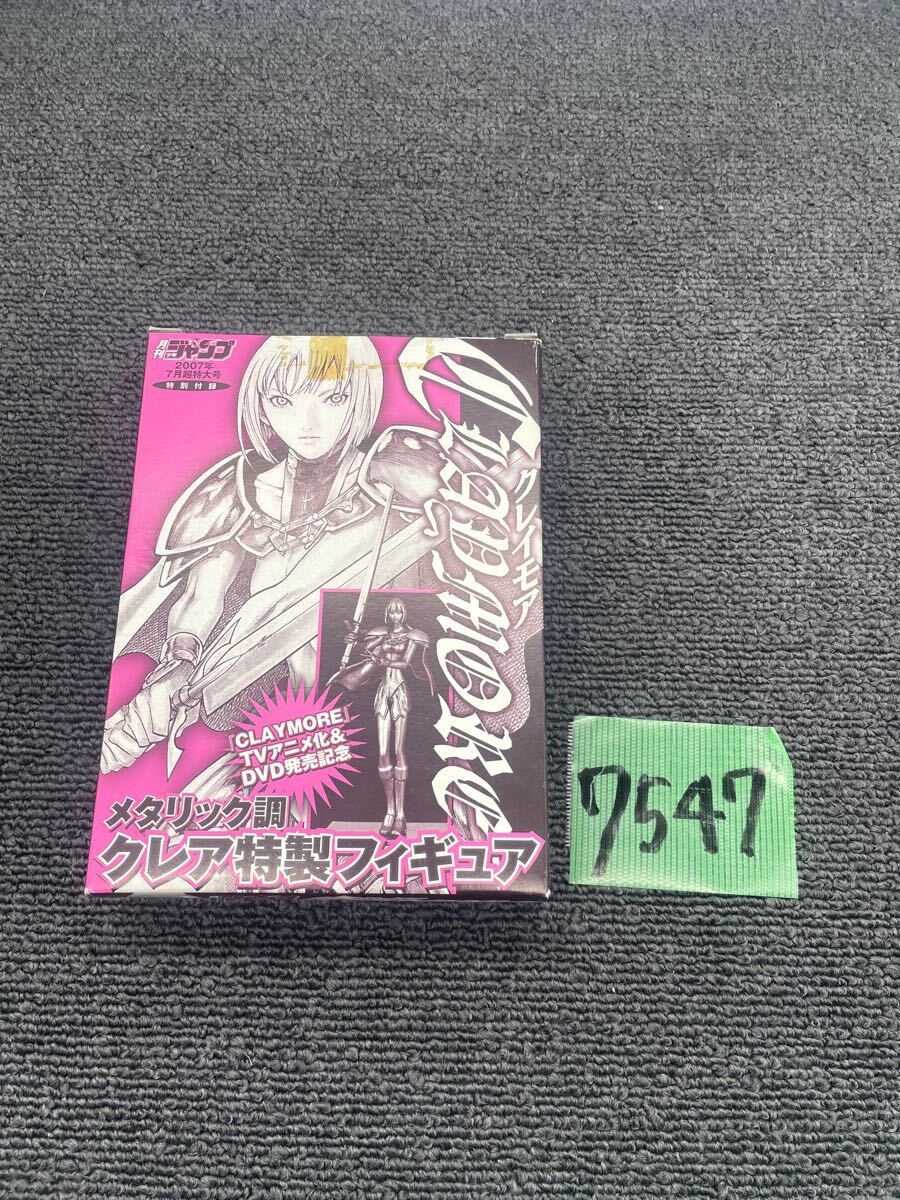 月刊少年ジャンプ
2007年
7月超特大号
特別付録
CLAYMORE
クレイモア
『CLAYMORE』
TVアニメ化&
DVD発売記念
メタリック調
クレア特製フィギュア
7547